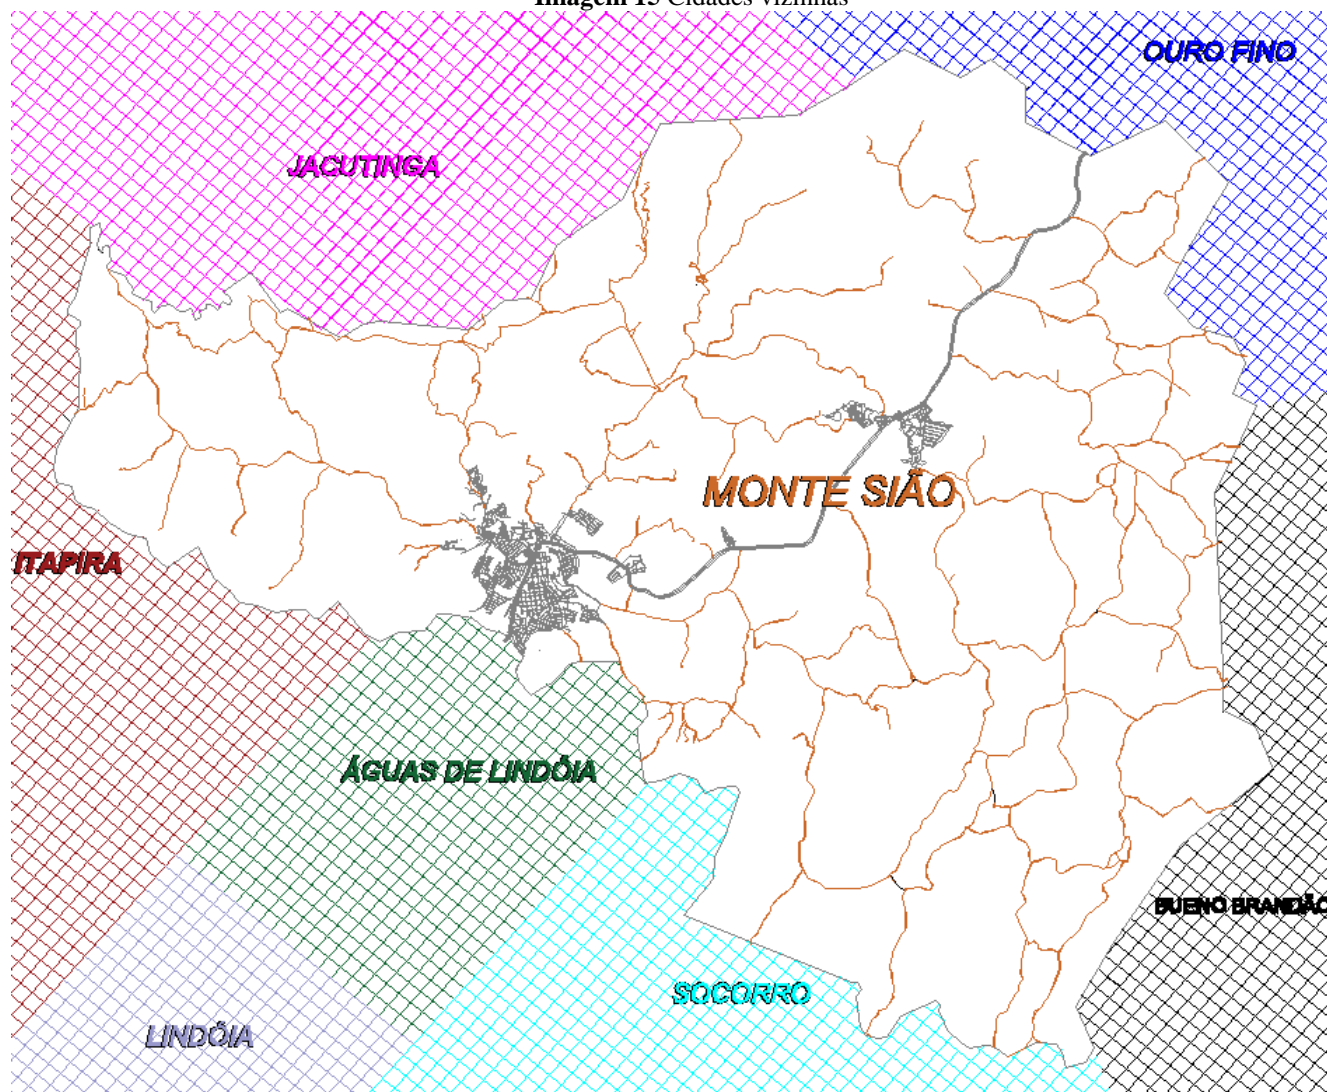 Imagem 15 Cidades vizinhas
OURO FINO
JACUTINGA
MONTE SIÃO
ITAPIRA
ÁGUAS DE LINDÓIA
BUENO BRANDÃO
SOCORRO
LINDÓIA